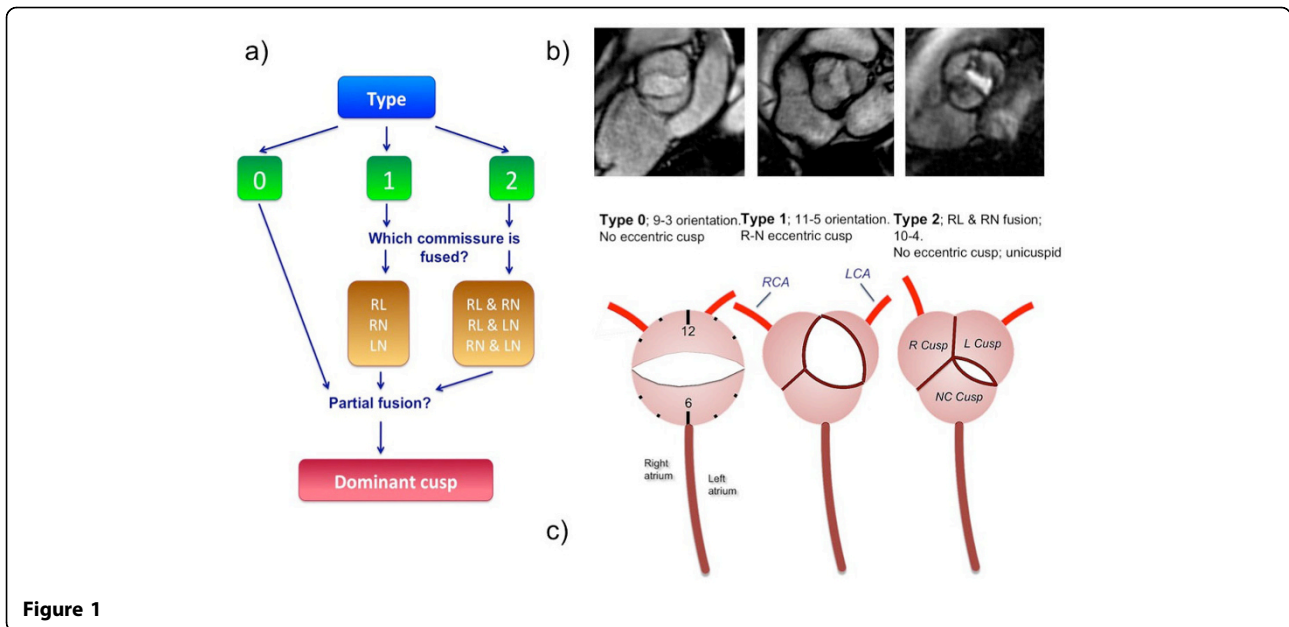 a)
Type
0
1
2
Which commissure is
fused?
RL
RN
LN
RL & RN
RL & LN
RN & LN
Partial fusion?
Dominant cusp
b)
Type 0; 9-3 orientation.
No eccentric cusp
Type 1; 11-5 orientation.
R-N eccentric cusp
Type 2; RL & RN fusion;
10-4.
No eccentric cusp; unicuspid
RCA
LCA
12
6
R Cusp
L Cusp
NC Cusp
Right
atrium
Left
atrium
c)
Figure 1